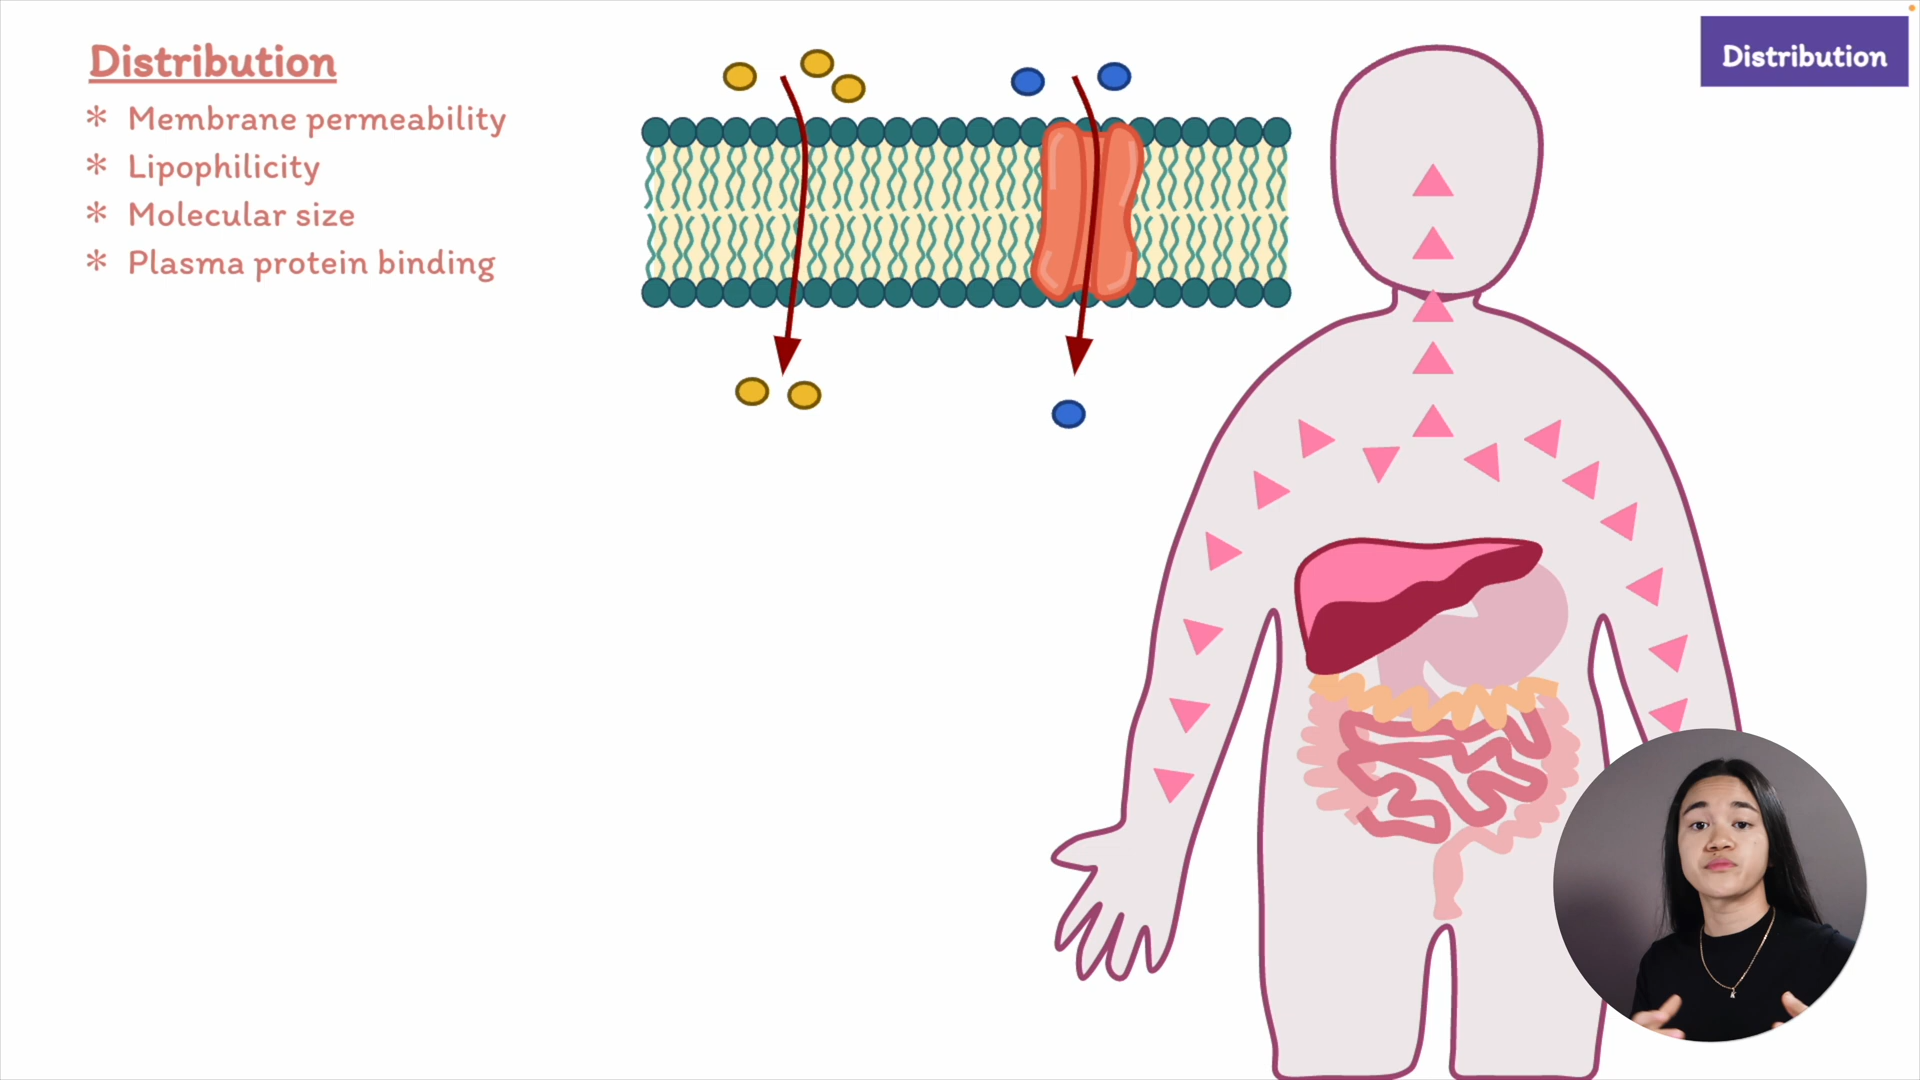 Distribution
* Membrane permeability
* Lipophilicity
* Molecular size
* Plasma protein binding
Distribution